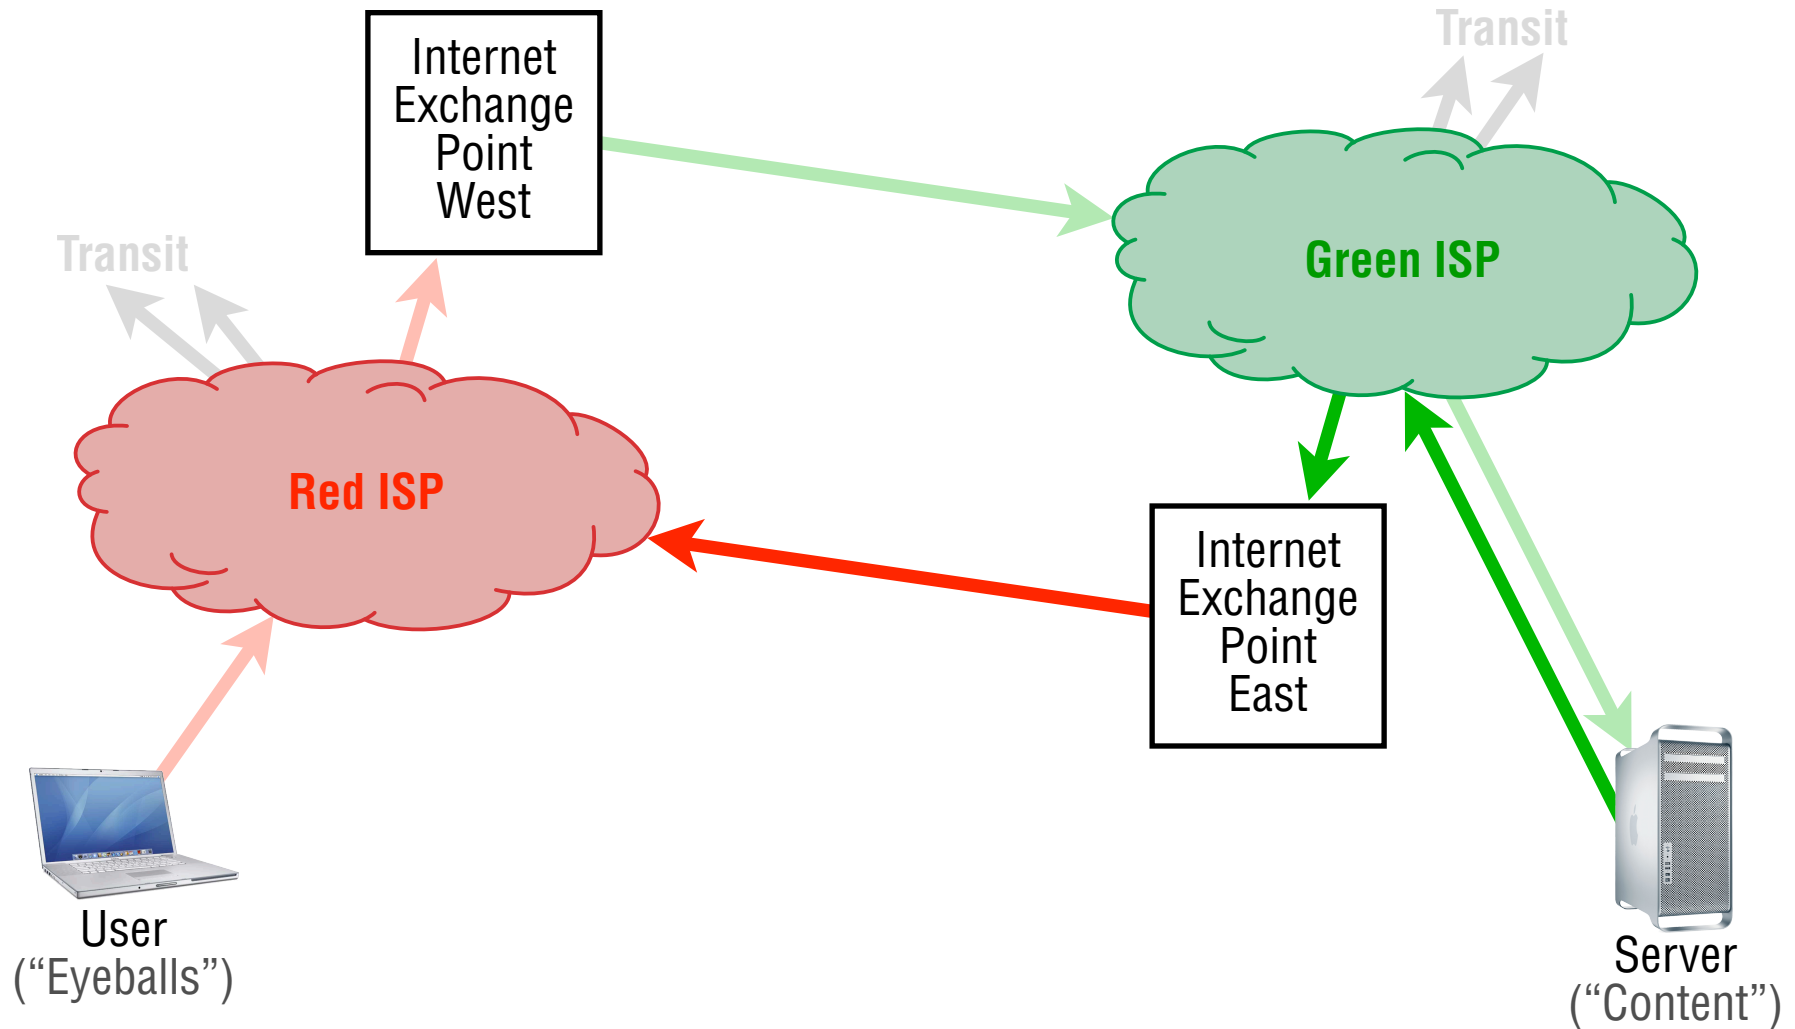 Transit
Internet
Exchange
Point
West
Transit
Green ISP
Red ISP
Internet
Exchange
Point
East
User
(“Eyeballs”)
Server
(“Content”)